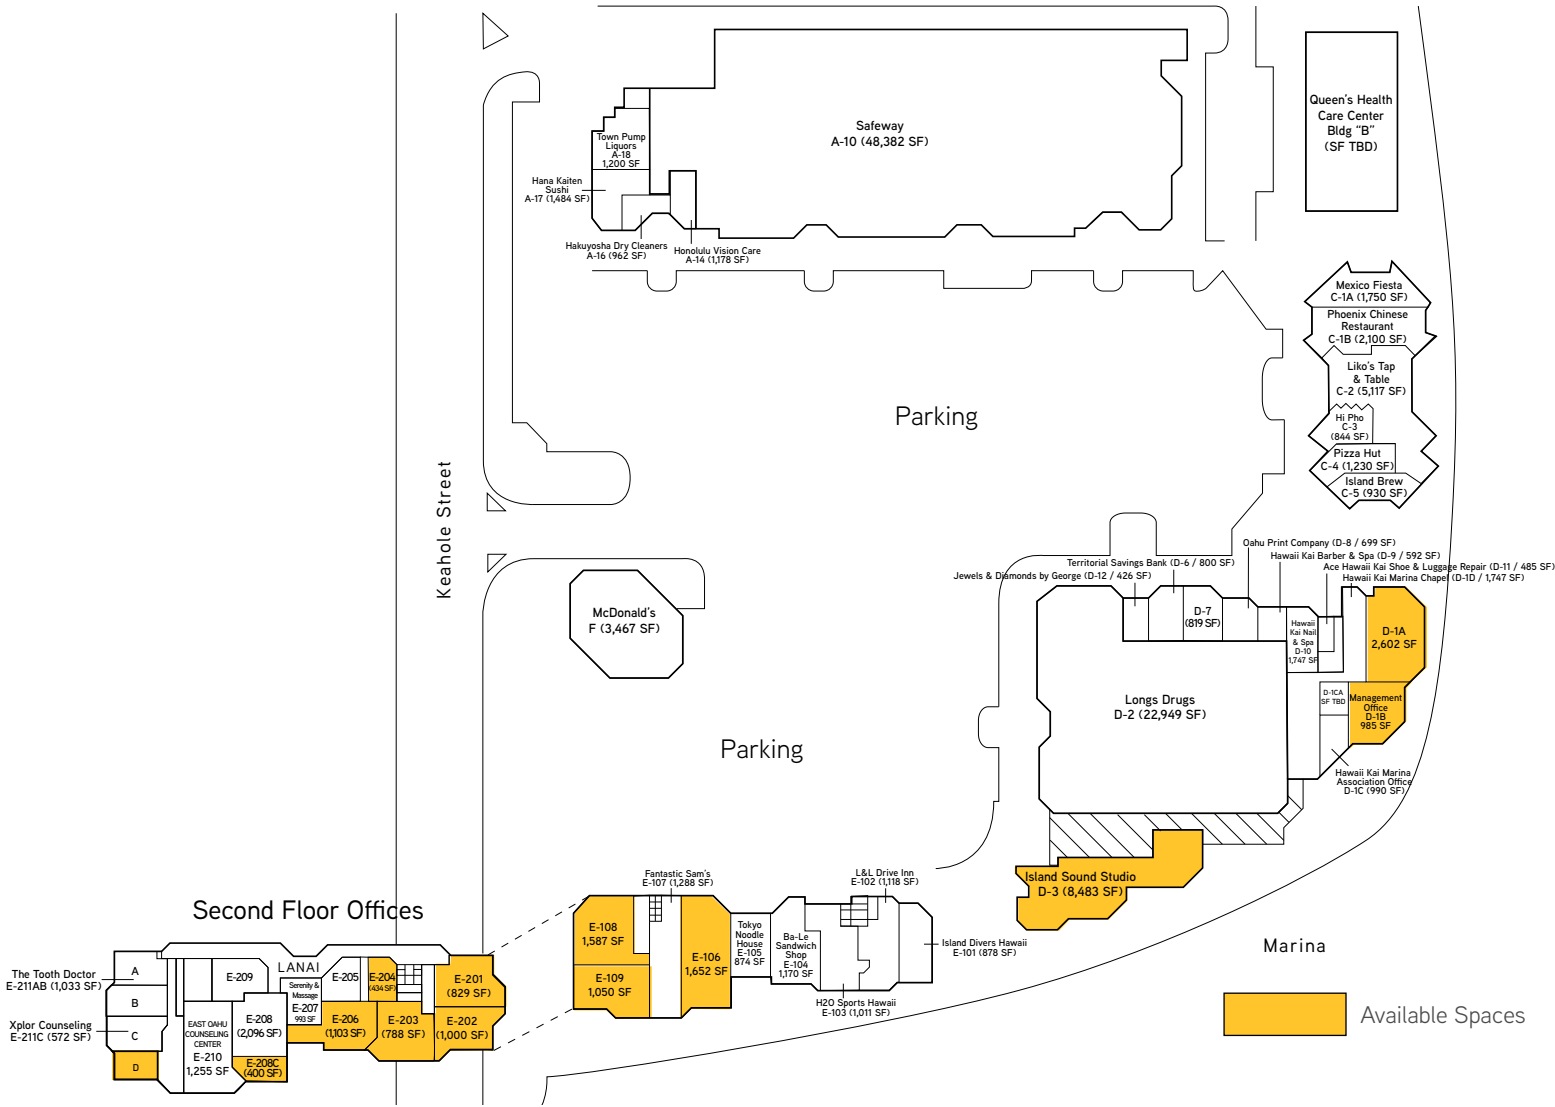 Safeway
A-10 (48,382 SF)
Queen's Health
Care Center
Bldg "B"
(SF TBD)
Town Pump
Liquors
A-18
1,200 SF
Hana Kaiten
Sushi
A-17 (1,484 SF)
Hakuyosha Dry Cleaners
A-16 (962 SF)
Honolulu Vision Care
A-14 (1,178 SF)
Mexico Fiesta
C-1A (1,750 SF)
Phoenix Chinese
Restaurant
C-1B (2,100 SF)
Liko's Tap
& Table
C-2 (5,117 SF)
Hi Pho
C-3
(844 SF)
Pizza Hut
C-4 (1,230 SF)
Island Brew
C-5 (930 SF)
Parking
Keahole Street
McDonald's
F (3,467 SF)
Oahu Print Company (D-8 / 699 SF)
Hawaii Kai Barber & Spa (D-9 / 592 SF)
Territorial Savings Bank (D-6 / 800 SF)
Ace Hawaii Kai Shoe & Luggage Repair (D-11 / 485 SF)
Jewels & Diamonds by George (D-12 / 426 SF)
Hawaii Kai Marina Chapel (D-1D / 1,747 SF)
D-7
(819 SF)
Hawaii
Kai Nail
& Spa
D-10
1,747 SF
D-1A
2,602 SF
D-1CA
SF TBD
Management
Office
D-1B
985 SF
Longs Drugs
D-2 (22,949 SF)
Hawaii Kai Marina
Association Office
D-1C (990 SF)
Parking
Island Sound Studio
D-3 (8,483 SF)
Fantastic Sam's
E-107 (1,288 SF)
L&L Drive Inn
E-102 (1,118 SF)
E-108
1,587 SF
E-109
1,050 SF
E-106
1,652 SF
Tokyo
Noodle
House
E-105
874 SF
Ba-Le
Sandwich
Shop
E-104
1,170 SF
Island Divers Hawaii
E-101 (878 SF)
H2O Sports Hawaii
E-103 (1,011 SF)
Marina
Available Spaces
Second Floor Offices
The Tooth Doctor
E-211AB (1,033 SF)
Xplor Counseling
E-211C (572 SF)
A
B
C
D
E-209
LANAI
E-205
E-204
(434 SF)
E-201
(829 SF)
Serenity &
Massage
E-207
993 SF
EAST OAHU
COUNSELING
CENTER
E-210
1,255 SF
E-208
(2,096 SF)
E-208C
(400 SF)
E-206
(1,103 SF)
E-203
(788 SF)
E-202
(1,000 SF)